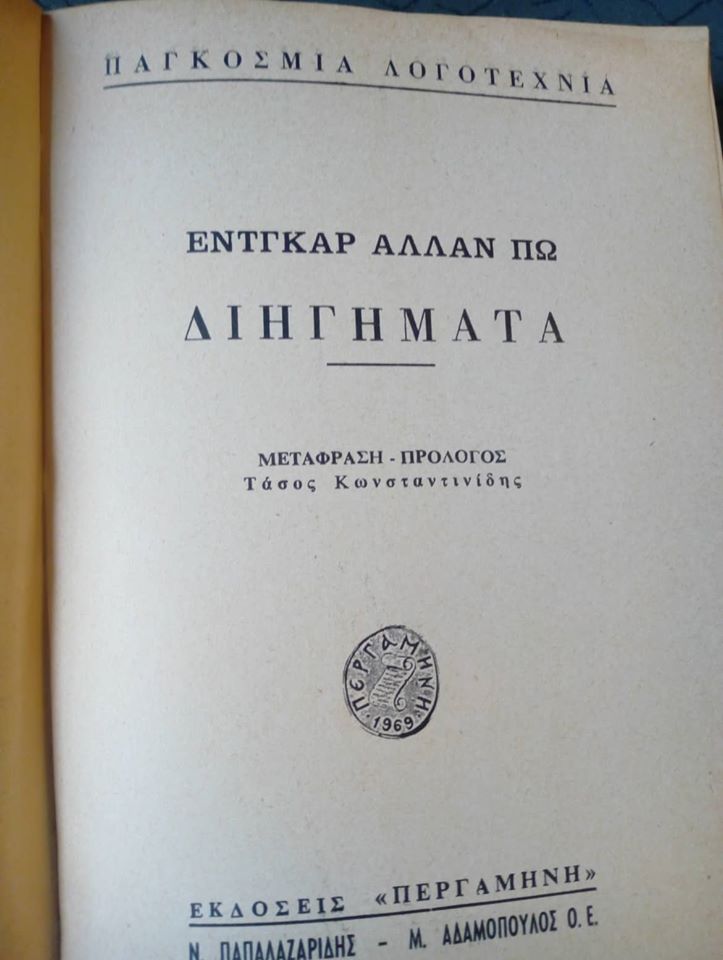 ΠΑΓΚΟΣΜΙΑ ΛΟΓΟΤΕΧΝΙΑ
ΕΝΤΓΚΑΡ ΑΛΛΑΝ ΠΩ
ΔΙΗΓΗΜΑΤΑ
ΜΕΤΑΦΡΑΣΗ - ΠΡΟΛΟΓΟΣ
Τάσος Κωνσταντινίδης
ΠΕΡΓΑΜΗΝΗ
· 1969 ·
ΕΚΔΟΣΕΙΣ «ΠΕΡΓΑΜΗΝΗ»
Ν. ΠΑΠΑΛΑΖΑΡΙΔΗΣ - Μ. ΑΔΑΜΟΠΟΥΛΟΣ Ο. Ε.